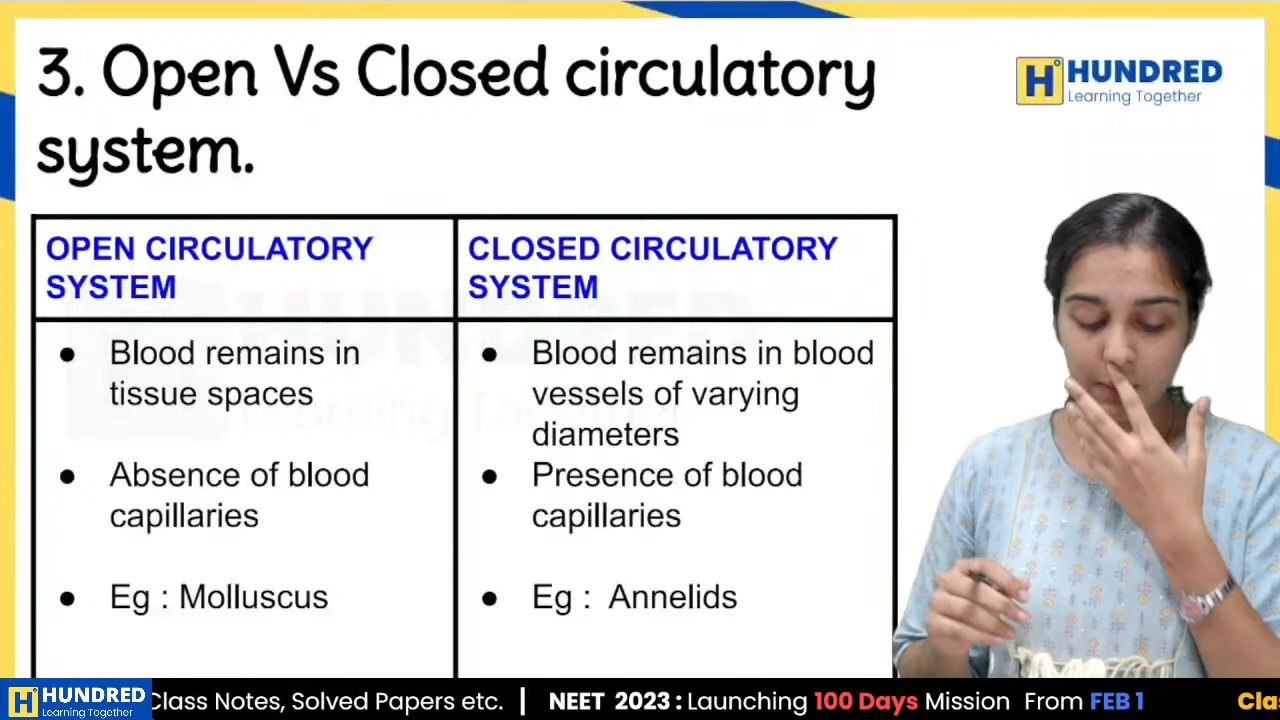 3. Open Vs Closed circulatory
system.
HUNDRED
Learning Together
OPEN CIRCULATORY
SYSTEM
CLOSED CIRCULATORY
SYSTEM
● Blood remains in
tissue spaces
● Absence of blood
capillaries
● Eg : Molluscus
● Blood remains in blood
vessels of varying
diameters
● Presence of blood
capillaries
● Eg : Annelids
HUNDRED
Learning Together
HUNDRED
Learning Together
Class Notes, Solved Papers etc. | NEET 2023 : Launching 100 Days Mission From FEB 1